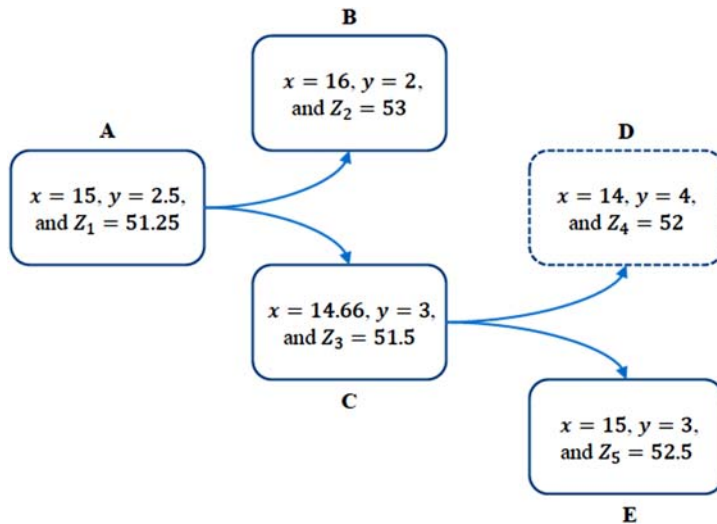 B
x = 16, y = 2,
and Z₂ = 53
A
x = 15, y = 2.5,
and Z₁ = 51.25
D
x = 14, y = 4,
and Z₄ = 52
x = 14.66, y = 3,
and Z₃ = 51.5
C
x = 15, y = 3,
and Z₅ = 52.5
E